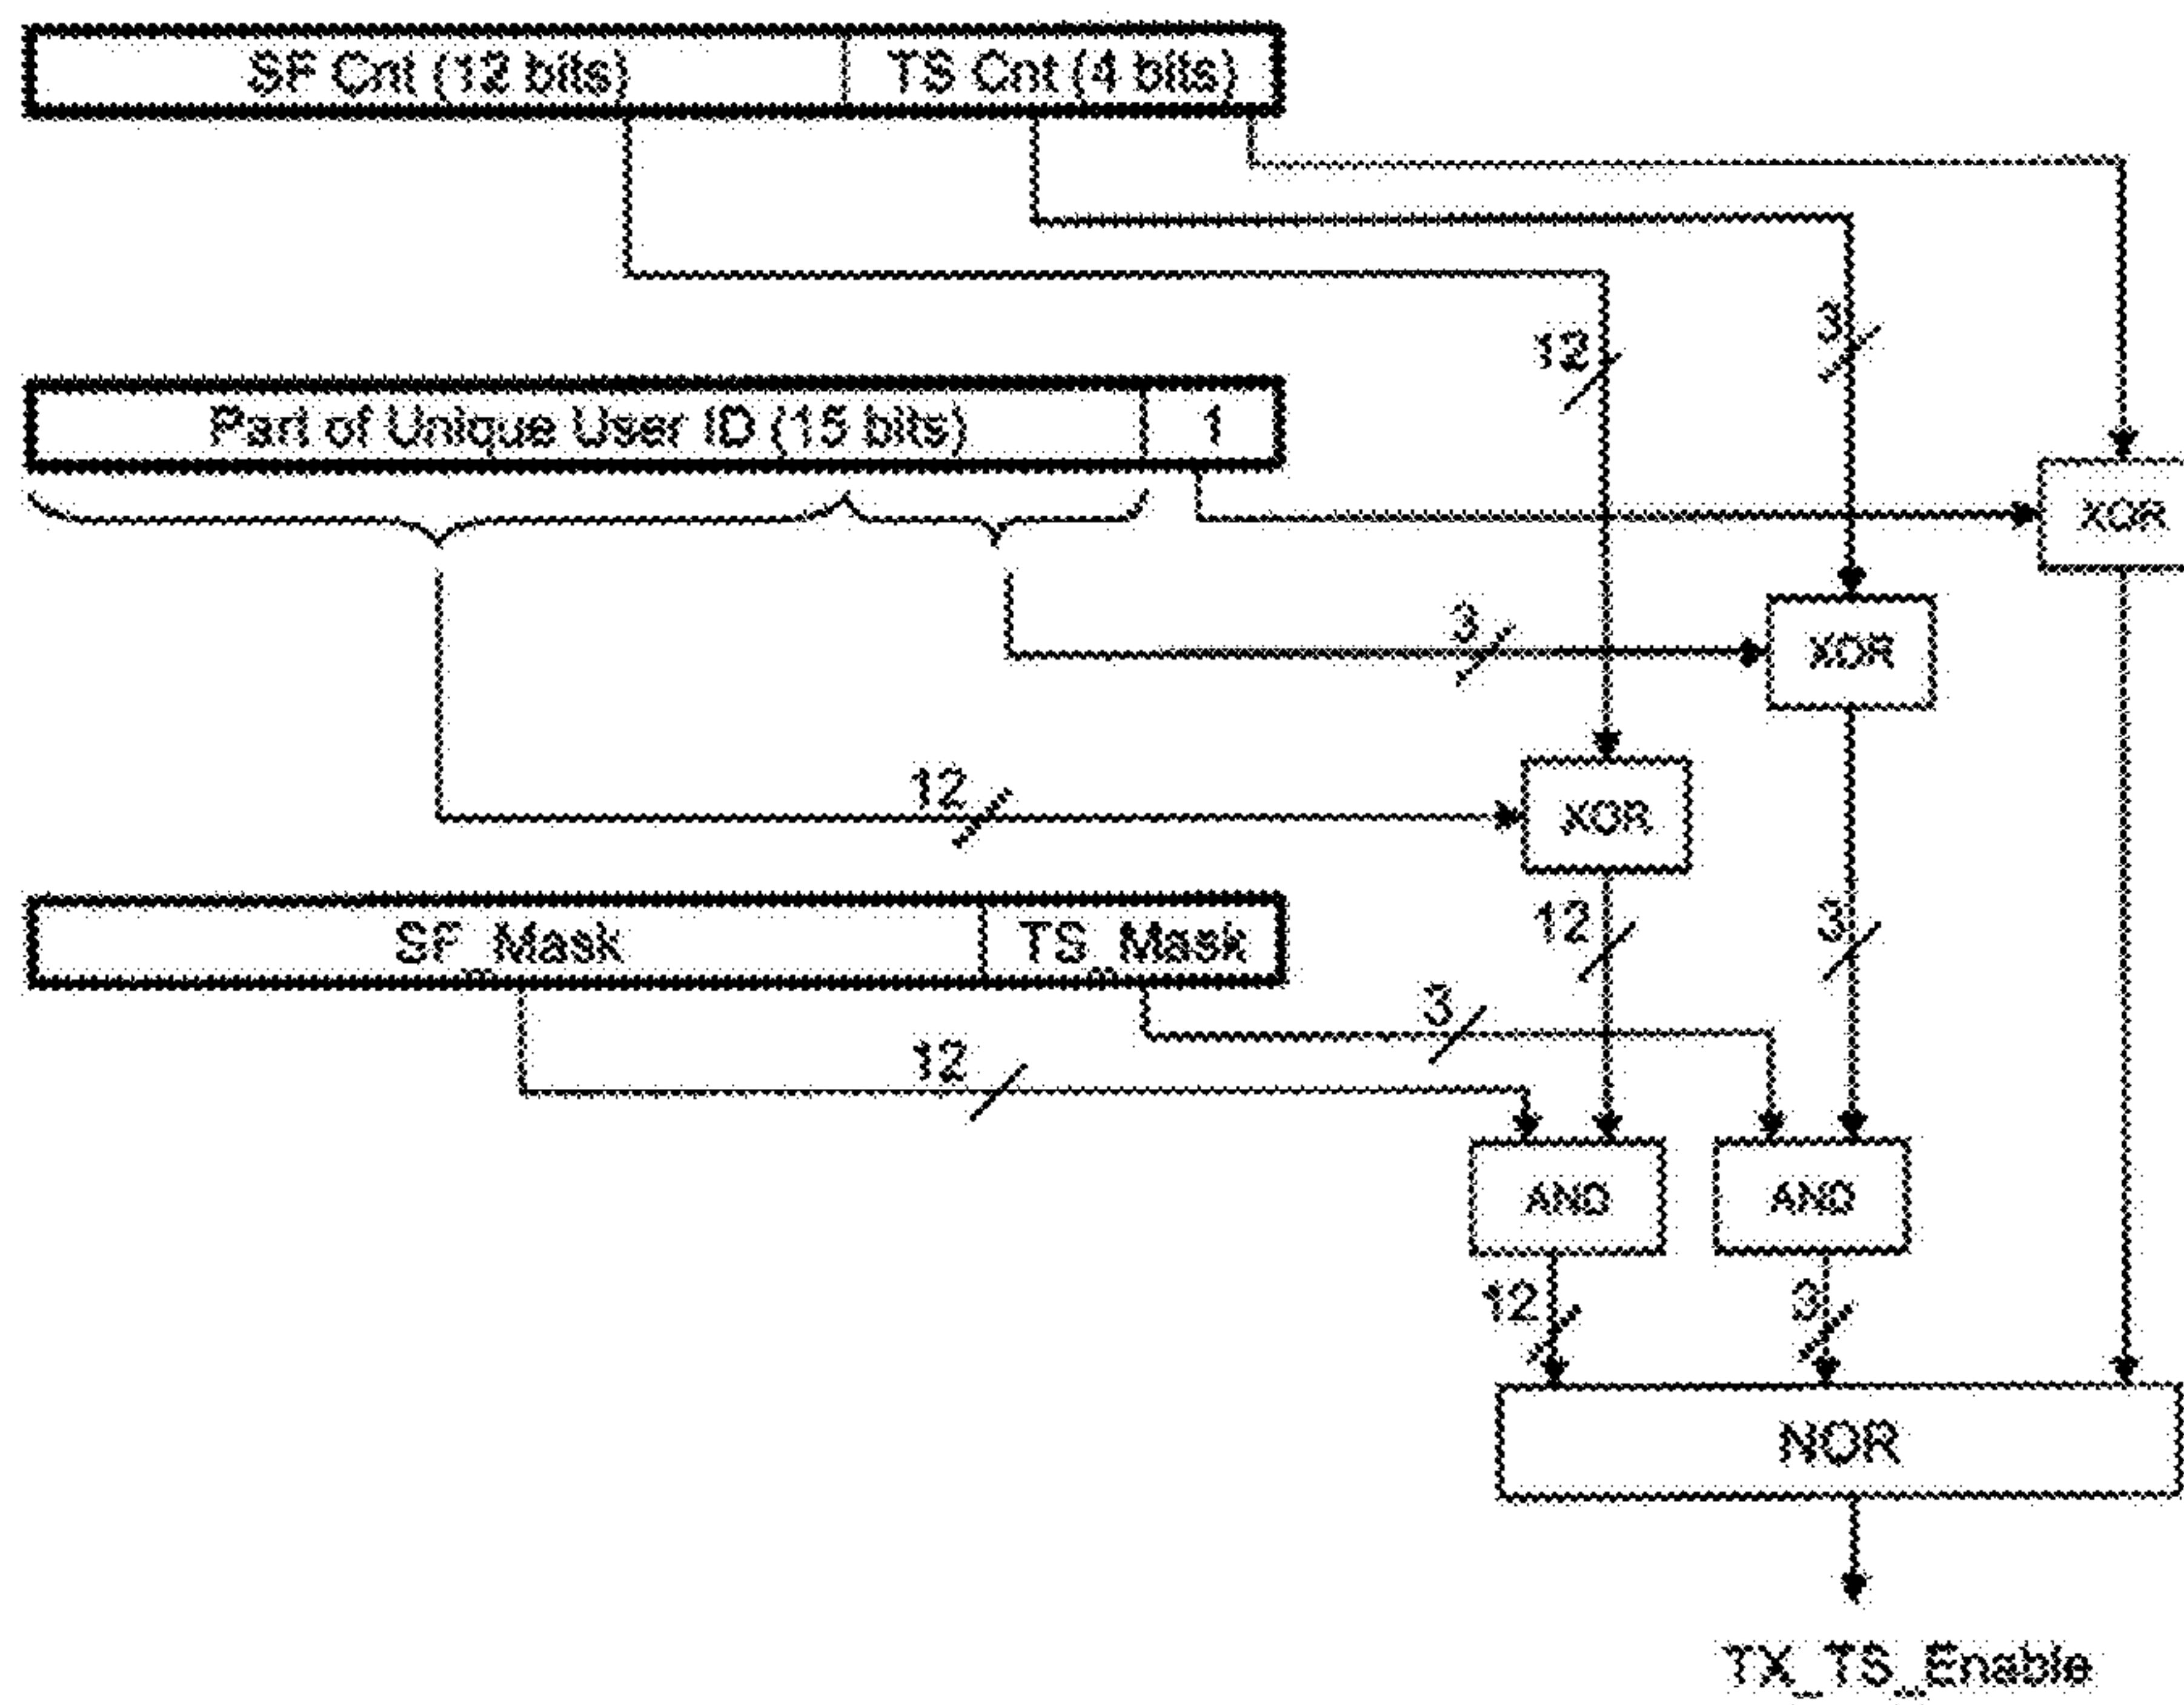 SF Cnt (12 bits) TS Cnt (4 bits)
12 3
Part of Unique User ID (15 bits) 1
XOR
3 XOR
12 XOR
SF_Mask TS_Mask
12 3
3
12
AND AND
12 3
NOR
TX_TS_Enable